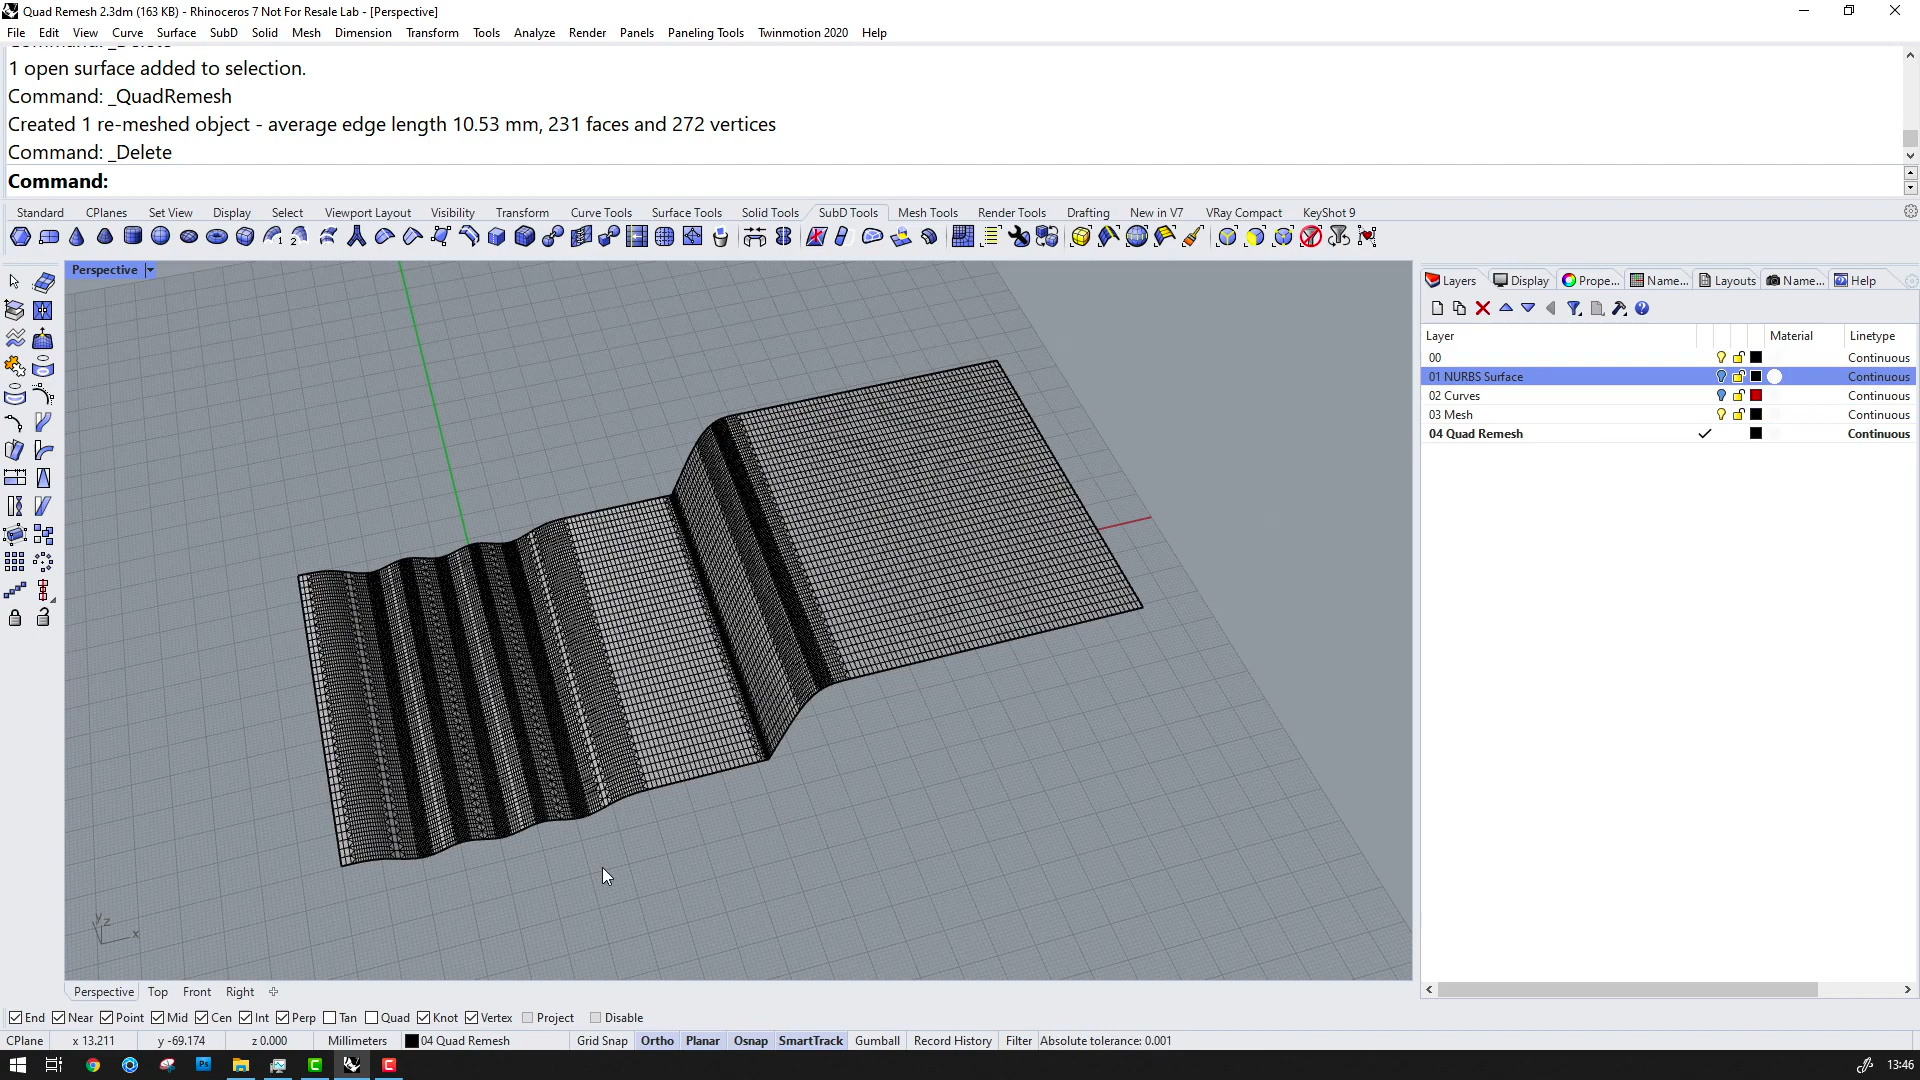 Quad Remesh 2.3dm (163 KB) - Rhinoceros 7 Not For Resale Lab - [Perspective]
File Edit View Curve Surface SubD Solid Mesh Dimension Transform Tools Analyze Render Panels Paneling Tools Twinmotion 2020 Help
1 open surface added to selection.
Command: _QuadRemesh
Created 1 re-meshed object - average edge length 10.53 mm, 231 faces and 272 vertices
Command: _Delete
Command:
Standard CPlanes Set View Display Select Viewport Layout Visibility Transform Curve Tools Surface Tools Solid Tools SubD Tools Mesh Tools Render Tools Drafting New in V7 VRay Compact KeyShot 9
Perspective
Layers Display Prope... Name... Layouts Name... Help
Layer Material Linetype
00 Continuous
01 NURBS Surface Continuous
02 Curves Continuous
03 Mesh Continuous
04 Quad Remesh Continuous
y z x
Perspective Top Front Right
End Near Point Mid Cen Int Perp Tan Quad Knot Vertex Project Disable
CPlane x 13.211 y -69.174 z 0.000 Millimeters 04 Quad Remesh Grid Snap Ortho Planar Osnap SmartTrack Gumball Record History Filter Absolute tolerance: 0.001
Ps C C 13:46